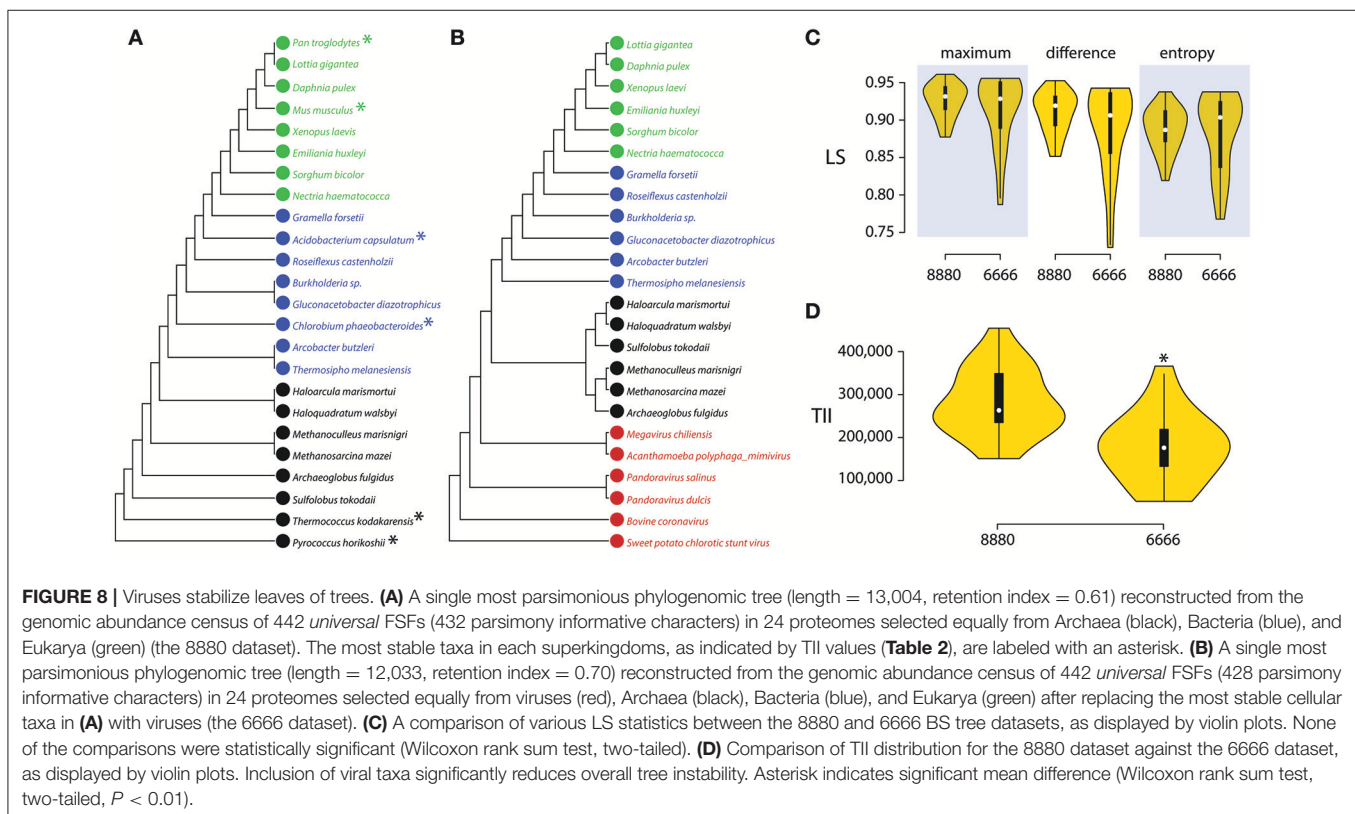 A
Pan troglodytes *
Lottia gigantea
Daphnia pulex
Mus musculus *
Xenopus laevis
Emiliania huxleyi
Sorghum bicolor
Nectria haematococca
Gramella forsetii
Acidobacterium capsulatum *
Roseiflexus castenholzii
Burkholderia sp.
Gluconacetobacter diazotrophicus
Chlorobium phaeobacteroides *
Arcobacter butzleri
Thermosipho melanesiensis
Haloarcula marismortui
Haloquadratum walsbyi
Methanoculleus marisnigri
Methanosarcina mazei
Archaeoglobus fulgidus
Sulfolobus tokodaii
Thermococcus kodakarensis *
Pyrococcus horikoshii *
B
Lottia gigantea
Daphnia pulex
Xenopus laevi
Emiliania huxleyi
Sorghum bicolor
Nectria haematococca
Gramella forsetii
Roseiflexus castenholzii
Burkholderia sp.
Gluconacetobacter diazotrophicus
Arcobacter butzleri
Thermosipho melanesiensis
Haloarcula marismortui
Haloquadratum walsbyi
Sulfolobus tokodaii
Methanoculleus marisnigri
Methanosarcina mazei
Archaeoglobus fulgidus
Megavirus chiliensis
Acanthamoeba polyphaga_mimivirus
Pandoravirus salinus
Pandoravirus dulcis
Bovine coronavirus
Sweet potato chlorotic stunt virus
C
maximum difference entropy
0.95
0.90
LS
0.85
0.80
0.75
8880 6666 8880 6666 8880 6666
D
400,000
*
300,000
TII
200,000
100,000
8880 6666
FIGURE 8 | Viruses stabilize leaves of trees. (A) A single most parsimonious phylogenomic tree (length = 13,004, retention index = 0.61) reconstructed from the
genomic abundance census of 442 universal FSFs (432 parsimony informative characters) in 24 proteomes selected equally from Archaea (black), Bacteria (blue), and
Eukarya (green) (the 8880 dataset). The most stable taxa in each superkingdoms, as indicated by TII values (Table 2), are labeled with an asterisk. (B) A single most
parsimonious phylogenomic tree (length = 12,033, retention index = 0.70) reconstructed from the genomic abundance census of 442 universal FSFs (428 parsimony
informative characters) in 24 proteomes selected equally from viruses (red), Archaea (black), Bacteria (blue), and Eukarya (green) after replacing the most stable cellular
taxa in (A) with viruses (the 6666 dataset). (C) A comparison of various LS statistics between the 8880 and 6666 BS tree datasets, as displayed by violin plots. None
of the comparisons were statistically significant (Wilcoxon rank sum test, two-tailed). (D) Comparison of TII distribution for the 8880 dataset against the 6666 dataset,
as displayed by violin plots. Inclusion of viral taxa significantly reduces overall tree instability. Asterisk indicates significant mean difference (Wilcoxon rank sum test,
two-tailed, P < 0.01).